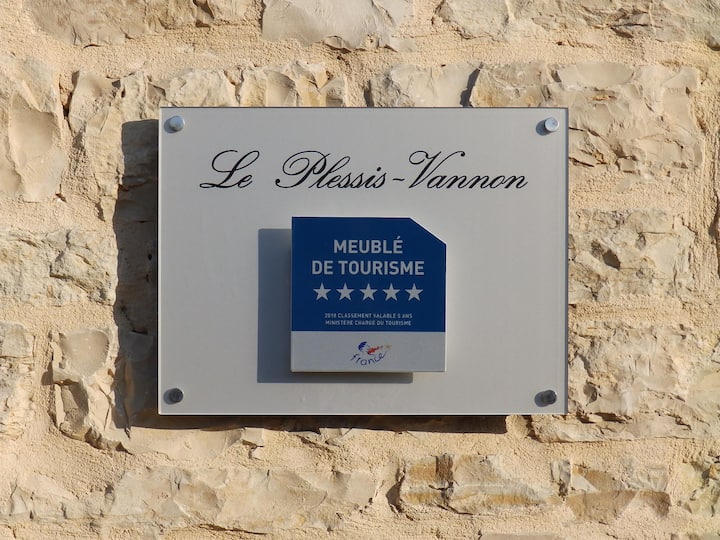 Le Plessis-Vannon
MEUBLÉ
DE TOURISME
★★★★★
2018 CLASSEMENT VALABLE 5 ANS
MINISTÈRE CHARGÉ DU TOURISME
france